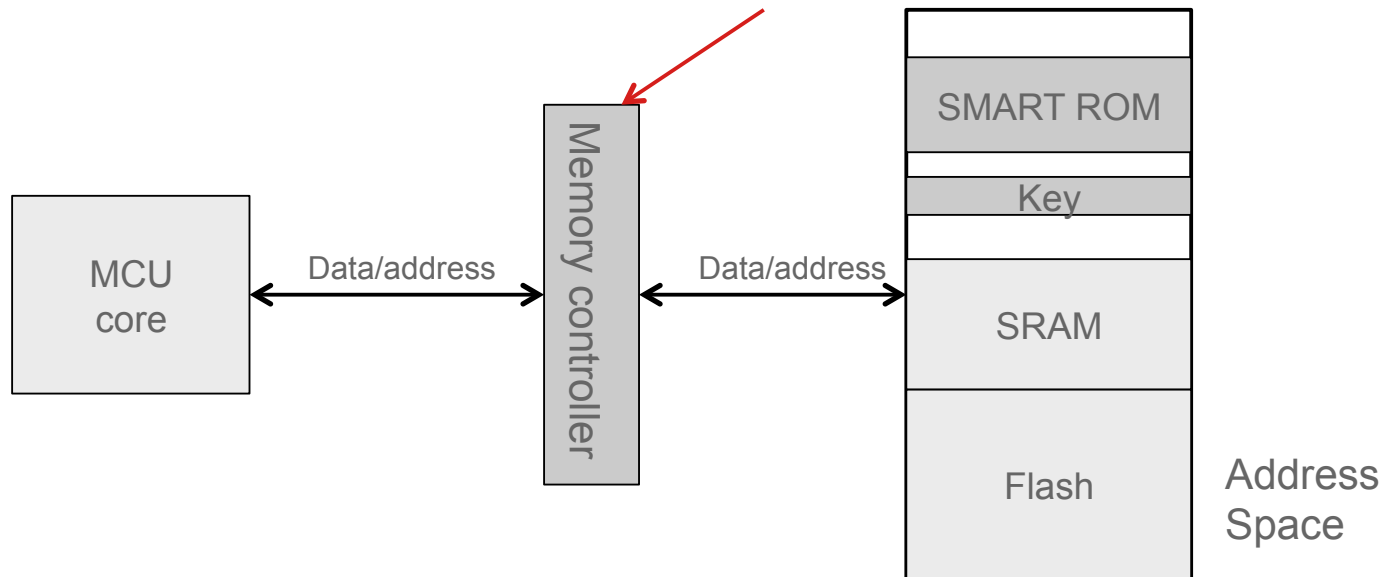 SMART ROM
Key
Memory controller
MCU
core
Data/address
Data/address
SRAM
Flash
Address
Space